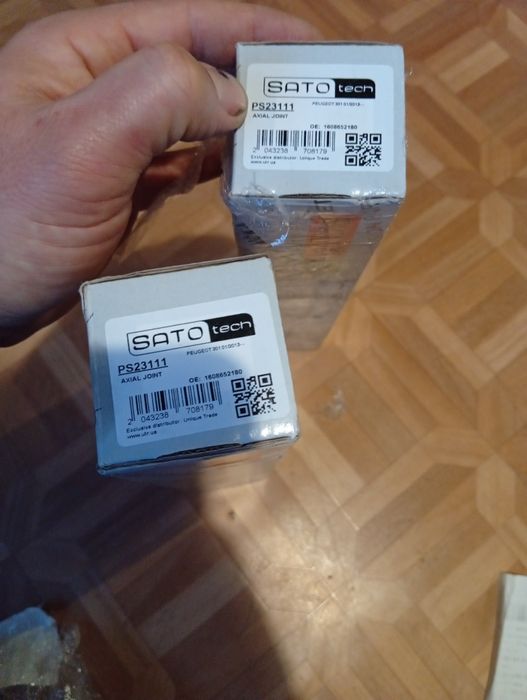 SATO tech
PS23111
PEUGEOT 301 01/2013-...
AXIAL JOINT
OE: 1608652180
2 043238 708179
Exclusive distributor: Unique Trade
www.utr.ua
SATO tech
PS23111
PEUGEOT 301 01/2013-...
AXIAL JOINT
OE: 1608652180
2 043238 708179
Exclusive distributor: Unique Trade
www.utr.ua